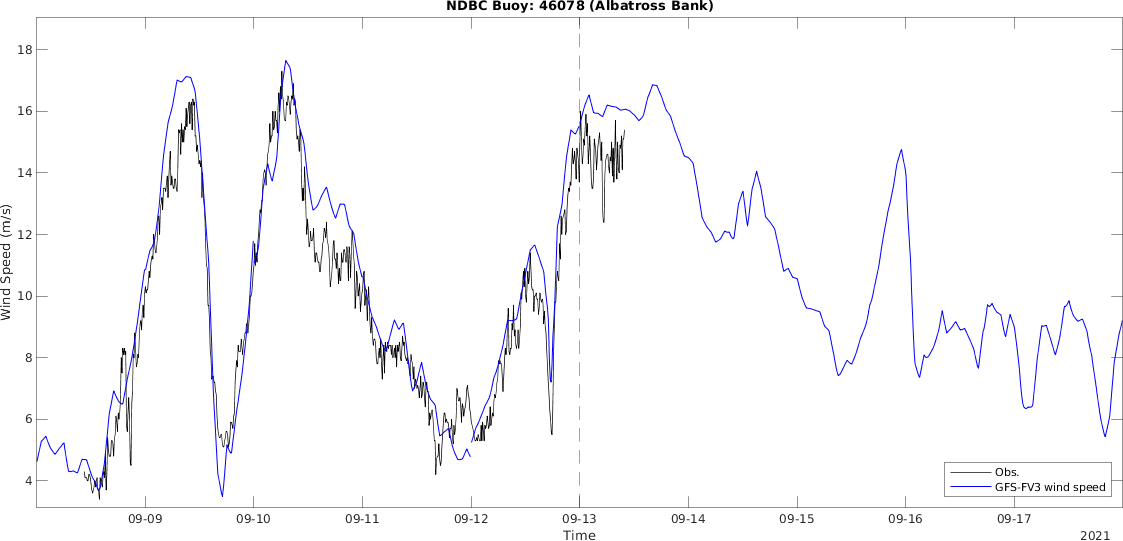 NDBC Buoy: 46078 (Albatross Bank)
18
16
14
12
10
8
6
4
Wind Speed (m/s)
Obs.
GFS-FV3 wind speed
09-09 09-10 09-11 09-12 09-13 09-14 09-15 09-16 09-17
Time
2021